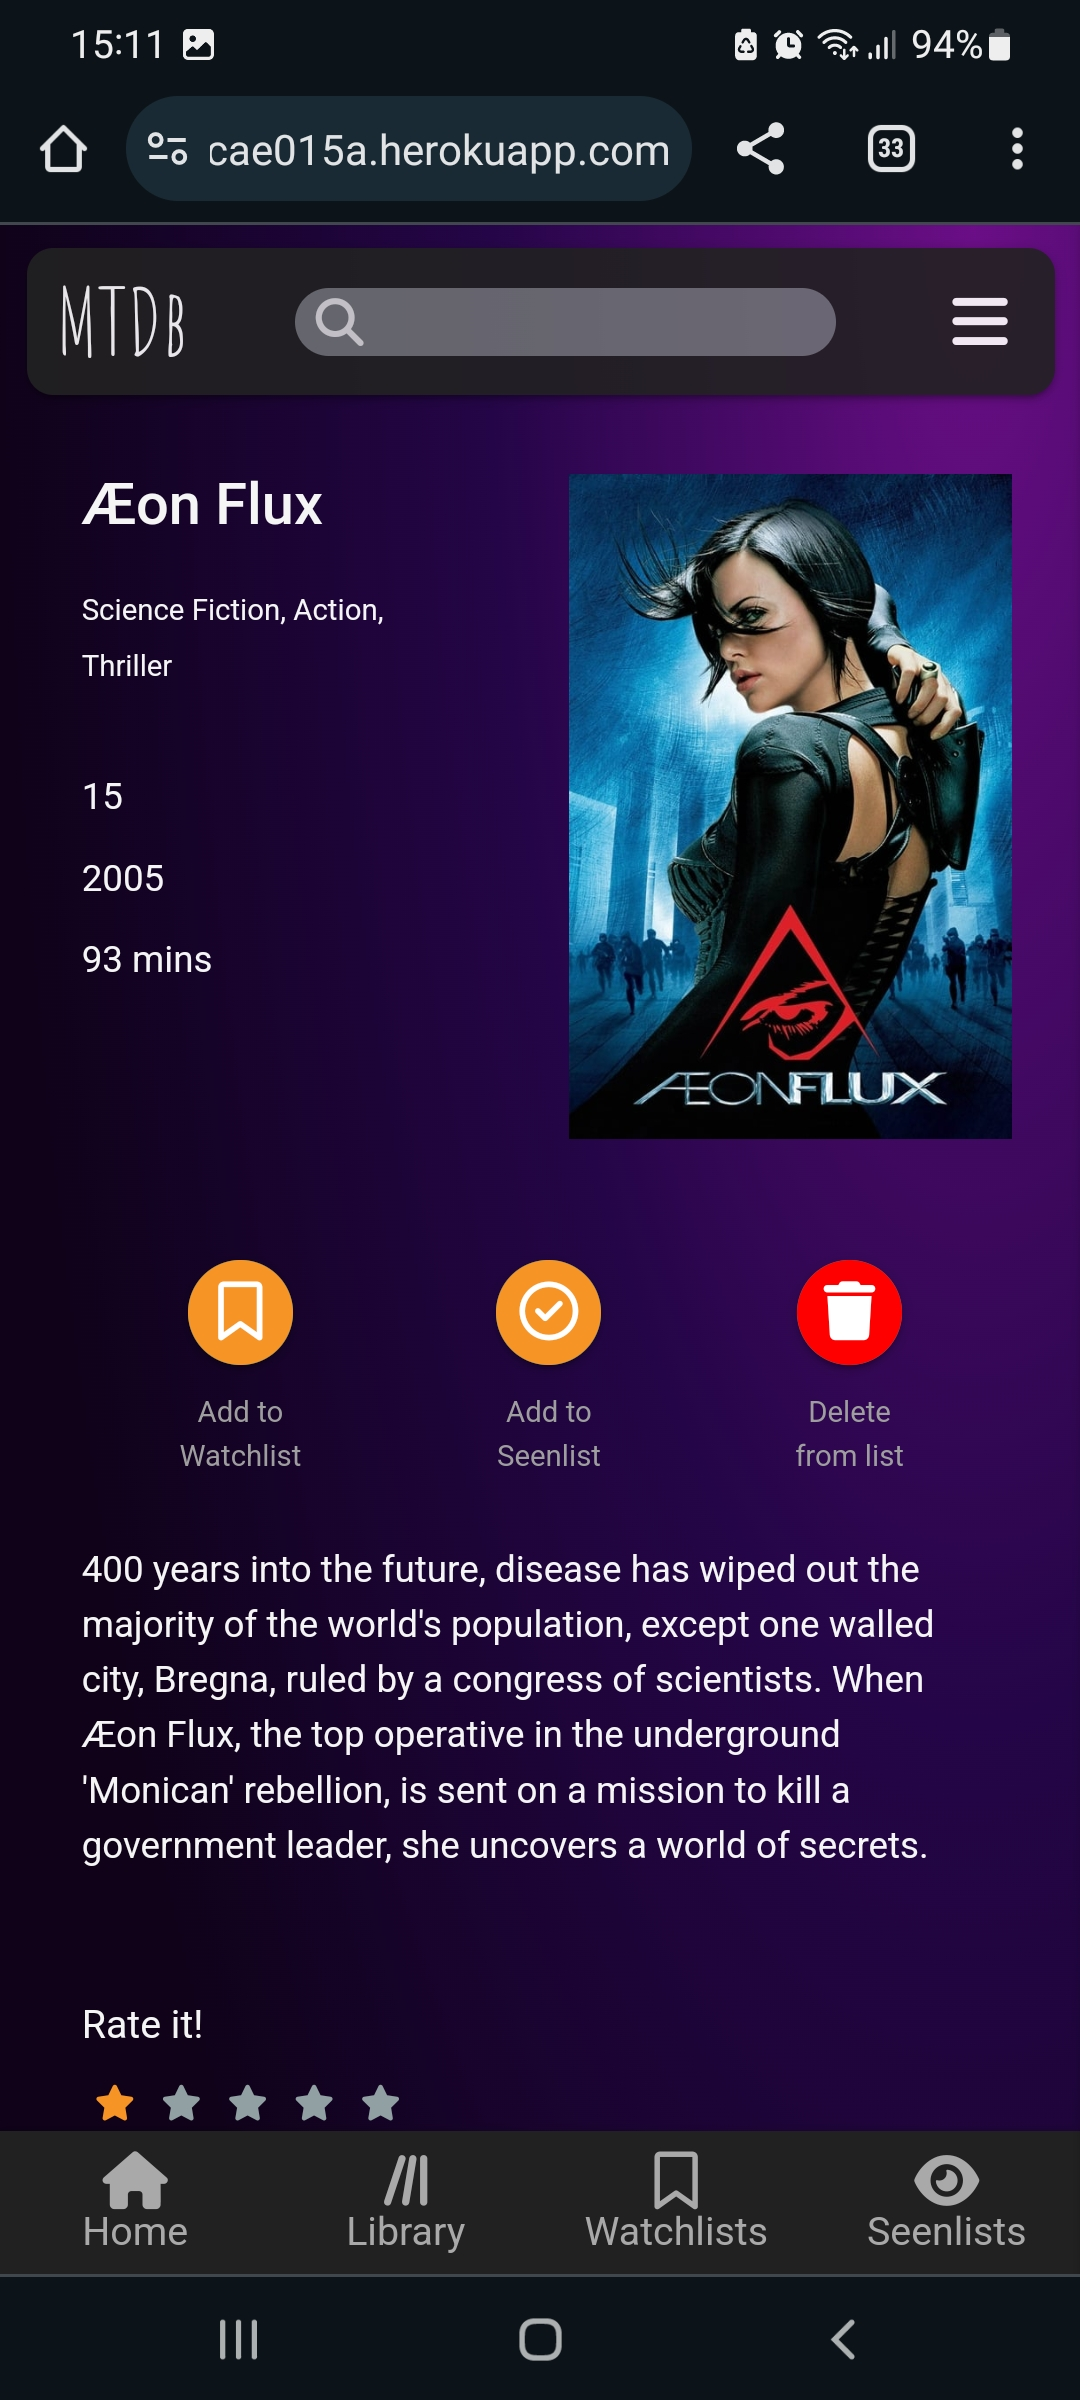 15:11
94%
cae015a.herokuapp.com
33
MTDb
Æon Flux
Science Fiction, Action,
Thriller
15
2005
93 mins
ÆONFLUX
Add to
Watchlist
Add to
Seenlist
Delete
from list
400 years into the future, disease has wiped out the
majority of the world's population, except one walled
city, Bregna, ruled by a congress of scientists. When
Æon Flux, the top operative in the underground
'Monican' rebellion, is sent on a mission to kill a
government leader, she uncovers a world of secrets.
Rate it!
Home
Library
Watchlists
Seenlists